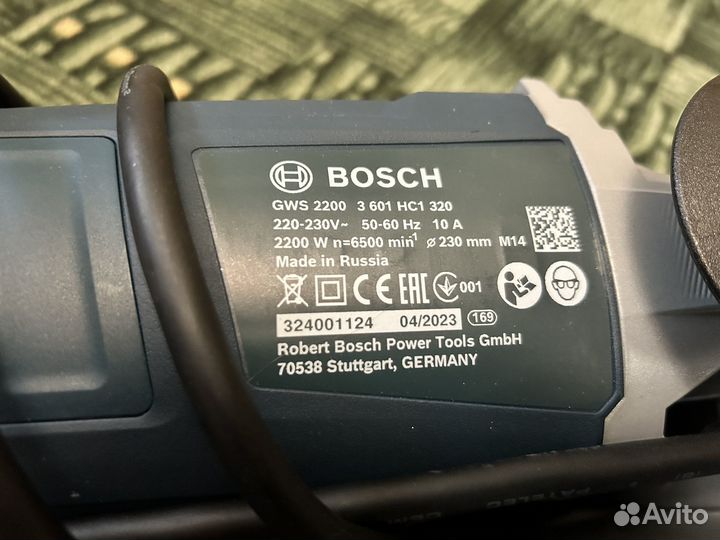 BOSCH
GWS 2200 3 601 HC1 320
220-230V~ 50-60 Hz 10 A
2200 W n=6500 min⁻¹ ø 230 mm M14
Made in Russia
CE EAC 001
324001124 04/2023 169
Robert Bosch Power Tools GmbH
70538 Stuttgart, GERMANY
Avito